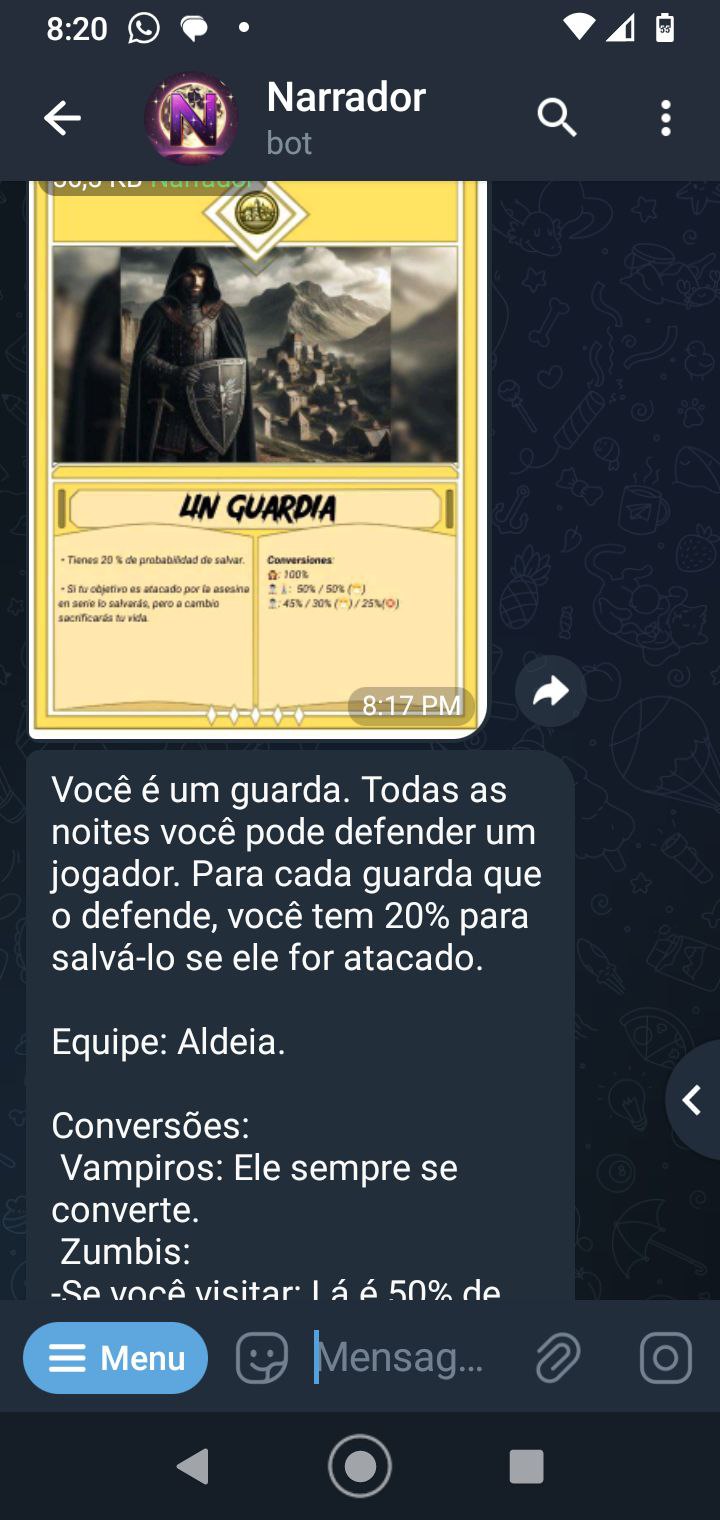 8:20
Narrador
bot
Narrador
UN GUARDIA
• Tienes 20 % de probabilidad de salvar.
• Si tu objetivo es atacado por la asesina
en serie lo salvarás, pero a cambio
sacrificarás tu vida.
Conversiones:
: 100%
: 50% / 50% ( )
: 45% / 30% ( ) / 25%( )
8:17 PM
Você é um guarda. Todas as
noites você pode defender um
jogador. Para cada guarda que
o defende, você tem 20% para
salvá-lo se ele for atacado.
Equipe: Aldeia.
Conversões:
Vampiros: Ele sempre se
converte.
Zumbis:
-Se você visitar: Lá é 50% de
Menu
Mensag...